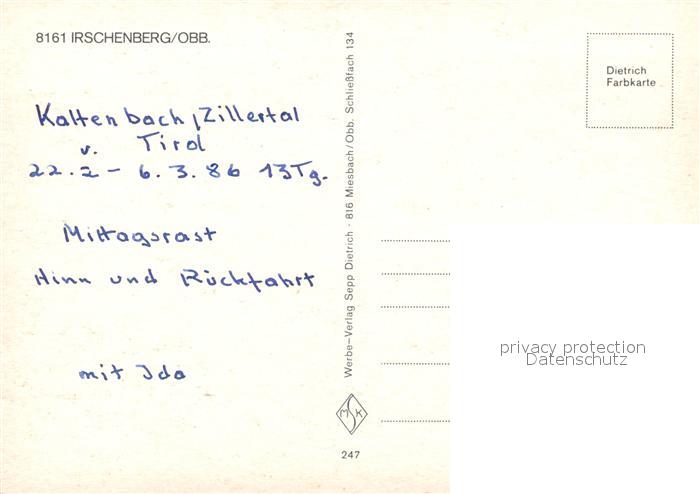 8161 IRSCHENBERG/OBB.
Kaltenbach, Zillertal
v. Tirol
22.2 - 6.3.86 13Tg.
Mittagsrast
Hinn und Rückfahrt
mit Ida
Werbe-Verlag Sepp Dietrich · 816 Miesbach/Obb. Schließfach 134
MSK
247
Dietrich
Farbkarte
privacy protection
Datenschutz